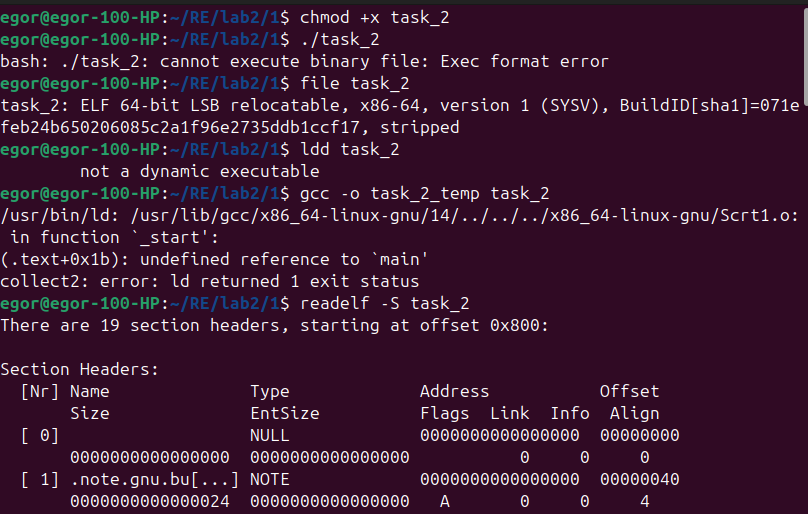 egor@egor-100-HP:~/RE/lab2/1$ chmod +x task_2
egor@egor-100-HP:~/RE/lab2/1$ ./task_2
bash: ./task_2: cannot execute binary file: Exec format error
egor@egor-100-HP:~/RE/lab2/1$ file task_2
task_2: ELF 64-bit LSB relocatable, x86-64, version 1 (SYSV), BuildID[sha1]=071e
feb24b650206085c2a1f96e2735ddb1ccf17, stripped
egor@egor-100-HP:~/RE/lab2/1$ ldd task_2
        not a dynamic executable
egor@egor-100-HP:~/RE/lab2/1$ gcc -o task_2_temp task_2
/usr/bin/ld: /usr/lib/gcc/x86_64-linux-gnu/14/../../../x86_64-linux-gnu/Scrt1.o:
 in function `_start':
(.text+0x1b): undefined reference to `main'
collect2: error: ld returned 1 exit status
egor@egor-100-HP:~/RE/lab2/1$ readelf -S task_2
There are 19 section headers, starting at offset 0x800:

Section Headers:
  [Nr] Name              Type             Address           Offset
       Size              EntSize          Flags  Link  Info  Align
  [ 0]                   NULL             0000000000000000  00000000
       0000000000000000  0000000000000000           0     0     0
  [ 1] .note.gnu.bu[...] NOTE             0000000000000000  00000040
       0000000000000024  0000000000000000   A       0     0     4